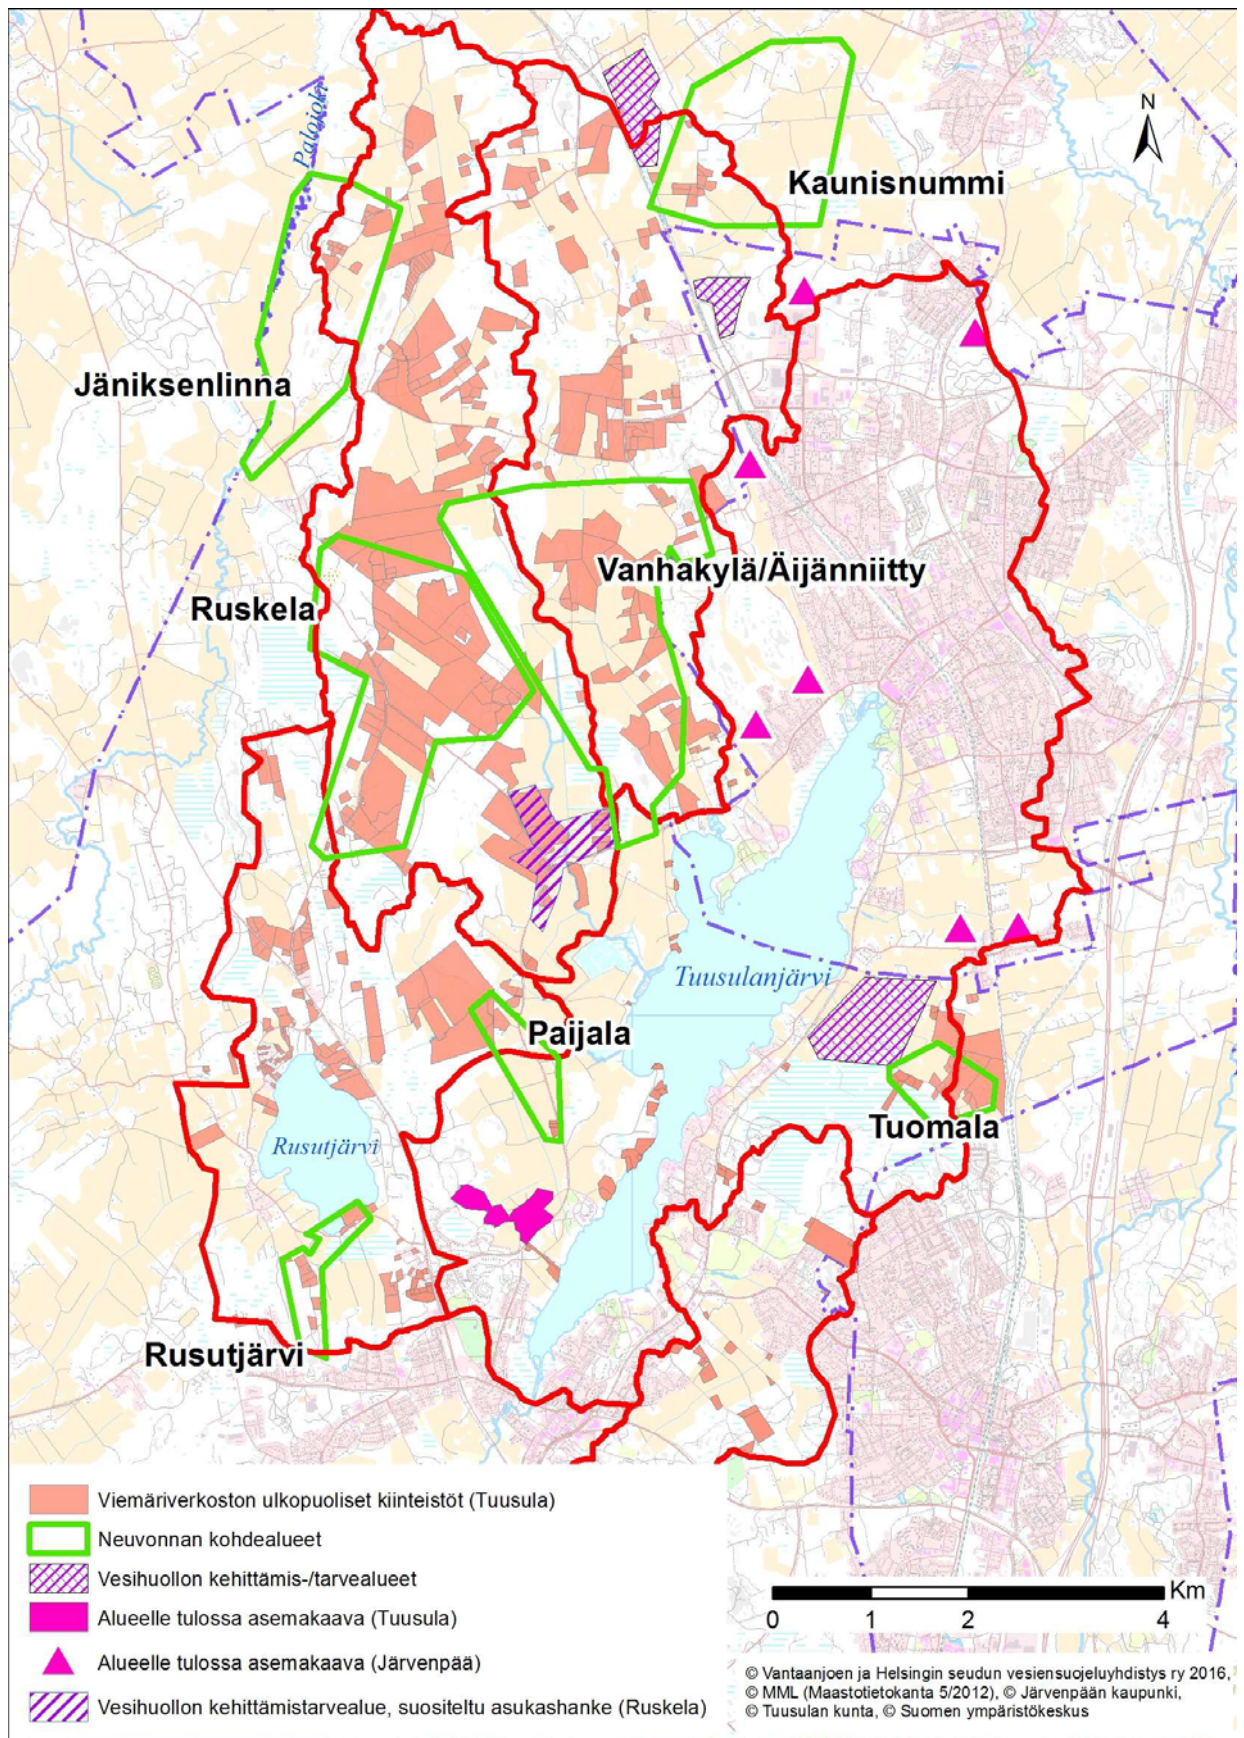 Palojoki
N
Kaunisnummi
Jäniksenlinna
Vanhakylä/Äijänniitty
Ruskela
Tuusulanjärvi
Paijala
Tuomala
Rusutjärvi
Rusutjärvi
Viemäriverkoston ulkopuoliset kiinteistöt (Tuusula)
Neuvonnan kohdealueet
Vesihuollon kehittämis-/tarvealueet
Alueelle tulossa asemakaava (Tuusula)
Alueelle tulossa asemakaava (Järvenpää)
Vesihuollon kehittämistarvealue, suositeltu asukashanke (Ruskela)
Km
0 1 2 4
© Vantaanjoen ja Helsingin seudun vesiensuojeluyhdistys ry 2016,
© MML (Maastotietokanta 5/2012), © Järvenpään kaupunki,
© Tuusulan kunta, © Suomen ympäristökeskus